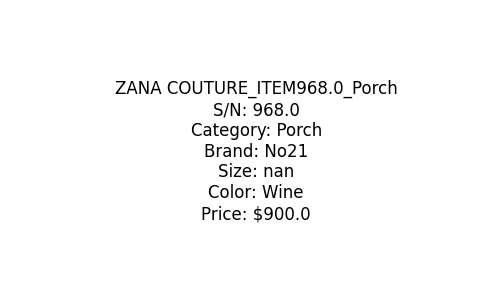 ZANA COUTURE_ITEM968.0_Porch
S/N: 968.0
Category: Porch
Brand: No21
Size: nan
Color: Wine
Price: $900.0